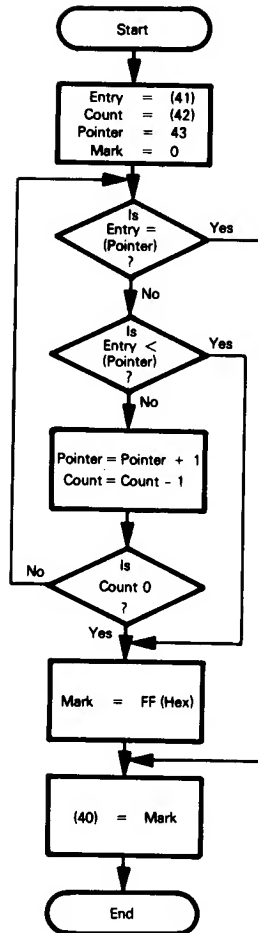 Start
Entry = (41)
Count = (42)
Pointer = 43
Mark = 0
Is
Entry =
(Pointer)
?
Yes
No
Is
Entry <
(Pointer)
?
Yes
No
Pointer = Pointer + 1
Count = Count - 1
Is
Count 0
?
No
Yes
Mark = FF (Hex)
(40) = Mark
End